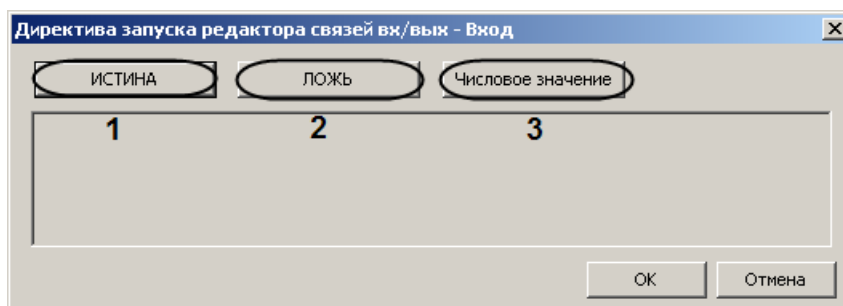 Директива запуска редактора связей вх/вых - Вход
ИСТИНА ЛОЖЬ Числовое значение
1 2 3
OK Отмена